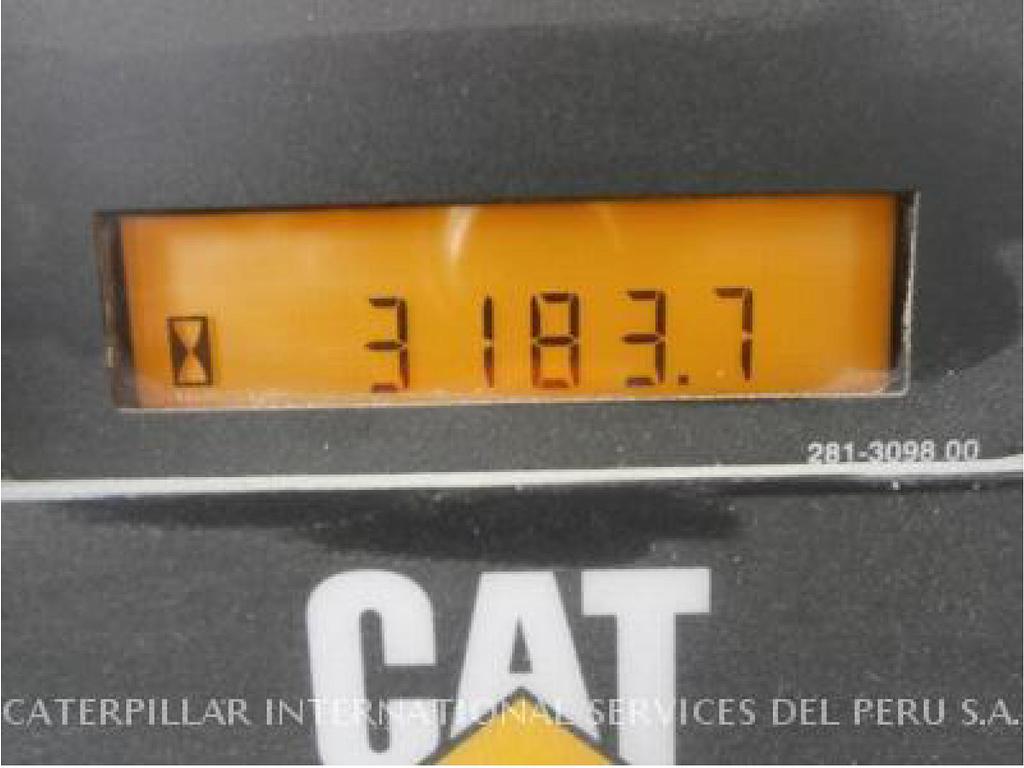 3183.7
281-3098 00
CAT
CATERPILLAR INTERNATIONAL SERVICES DEL PERU S.A.